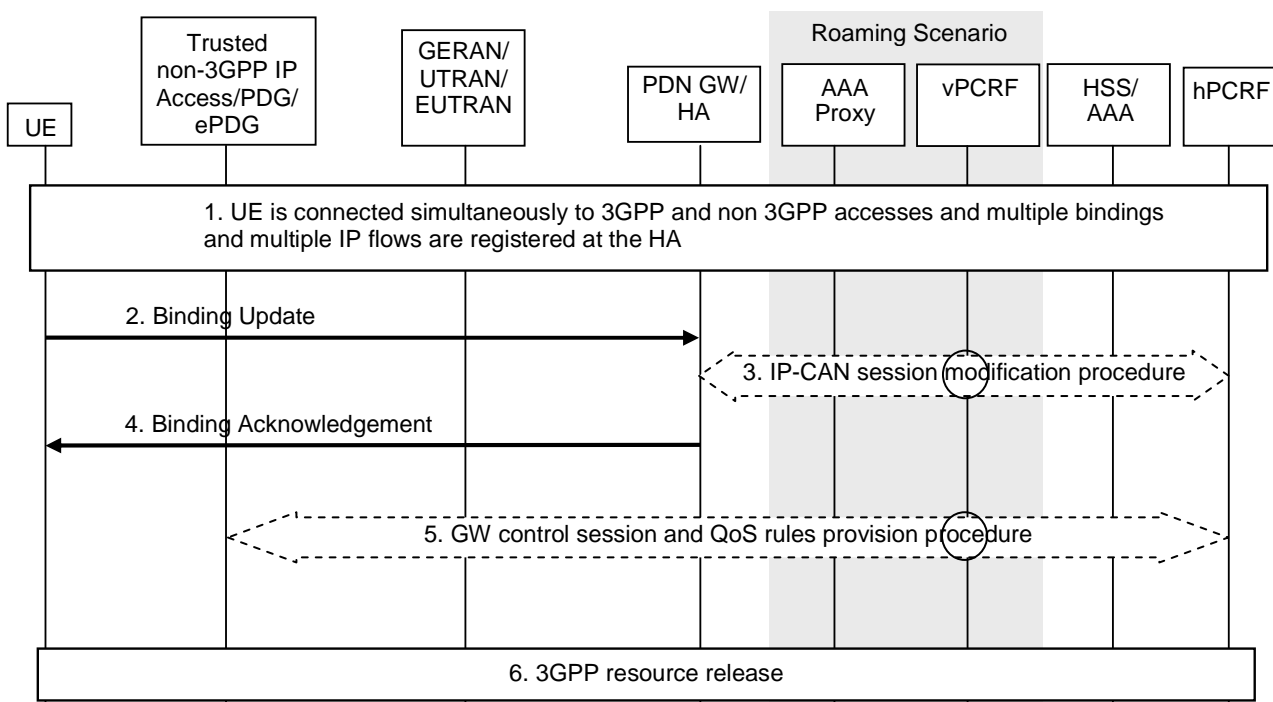 Roaming Scenario
UE
Trusted
non-3GPP IP
Access/PDG/
ePDG
GERAN/
UTRAN/
EUTRAN
PDN GW/
HA
AAA
Proxy
vPCRF
HSS/
AAA
hPCRF
1. UE is connected simultaneously to 3GPP and non 3GPP accesses and multiple bindings
and multiple IP flows are registered at the HA
2. Binding Update
3. IP-CAN session modification procedure
4. Binding Acknowledgement
5. GW control session and QoS rules provision procedure
6. 3GPP resource release